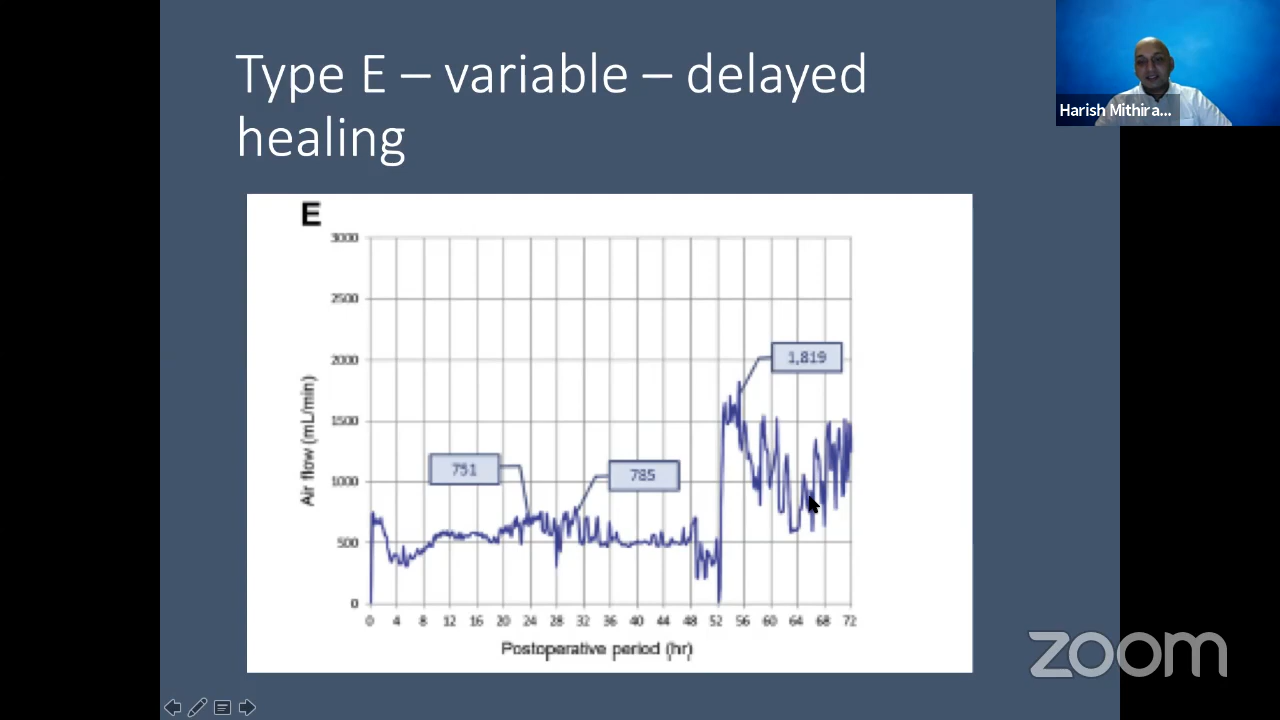 Type E – variable – delayed
healing
Harish Mithira...
E
3000
2500
2000
1500
1000
500
0
1,819
751
785
Air flow (mL/min)
0 4 8 12 16 20 24 28 32 36 40 44 48 52 56 60 64 68 72
Postoperative period (hr)
zoom